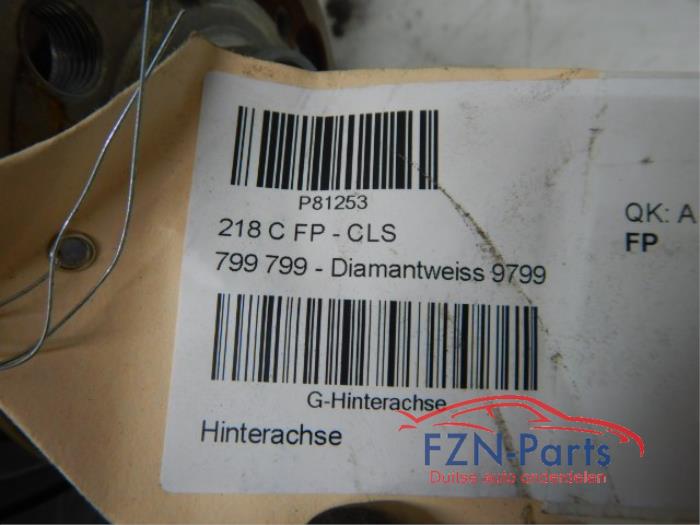 P81253
218 C FP - CLS
799 799 - Diamantweiss 9799
G-Hinterachse
Hinterachse
QK: A
FP
FZN-Parts
Duitse auto onderdelen